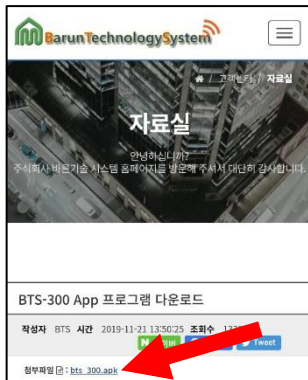 BarunTechnologySystem
/ 고객센터 / 자료실
자료실
안녕하십니까?
주식회사 바른기술 시스템 홈페이지를 방문해 주셔서 대단히 감사합니다.
BTS-300 App 프로그램 다운로드
작성자 BTS 시간 2019-11-21 13:50:25 조회수
Tweet
첨부파일 : bts_300.apk